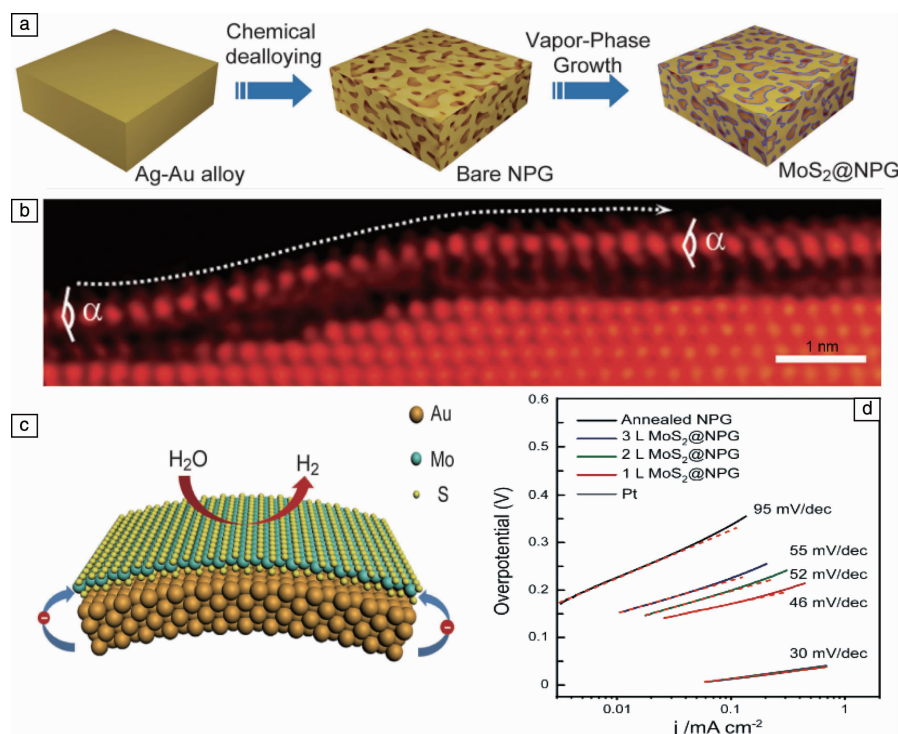 a
Chemical
dealloying
Vapor-Phase
Growth
Ag-Au alloy
Bare NPG
MoS₂@NPG
b
α
α
1 nm
c
H₂O
H₂
Au
Mo
S
-
-
d
0.6
0.5
0.4
0.3
0.2
0.1
0
Overpotential (V)
Annealed NPG
3 L MoS₂@NPG
2 L MoS₂@NPG
1 L MoS₂@NPG
Pt
95 mV/dec
55 mV/dec
52 mV/dec
46 mV/dec
30 mV/dec
0.01
0.1
1
j /mA cm⁻²